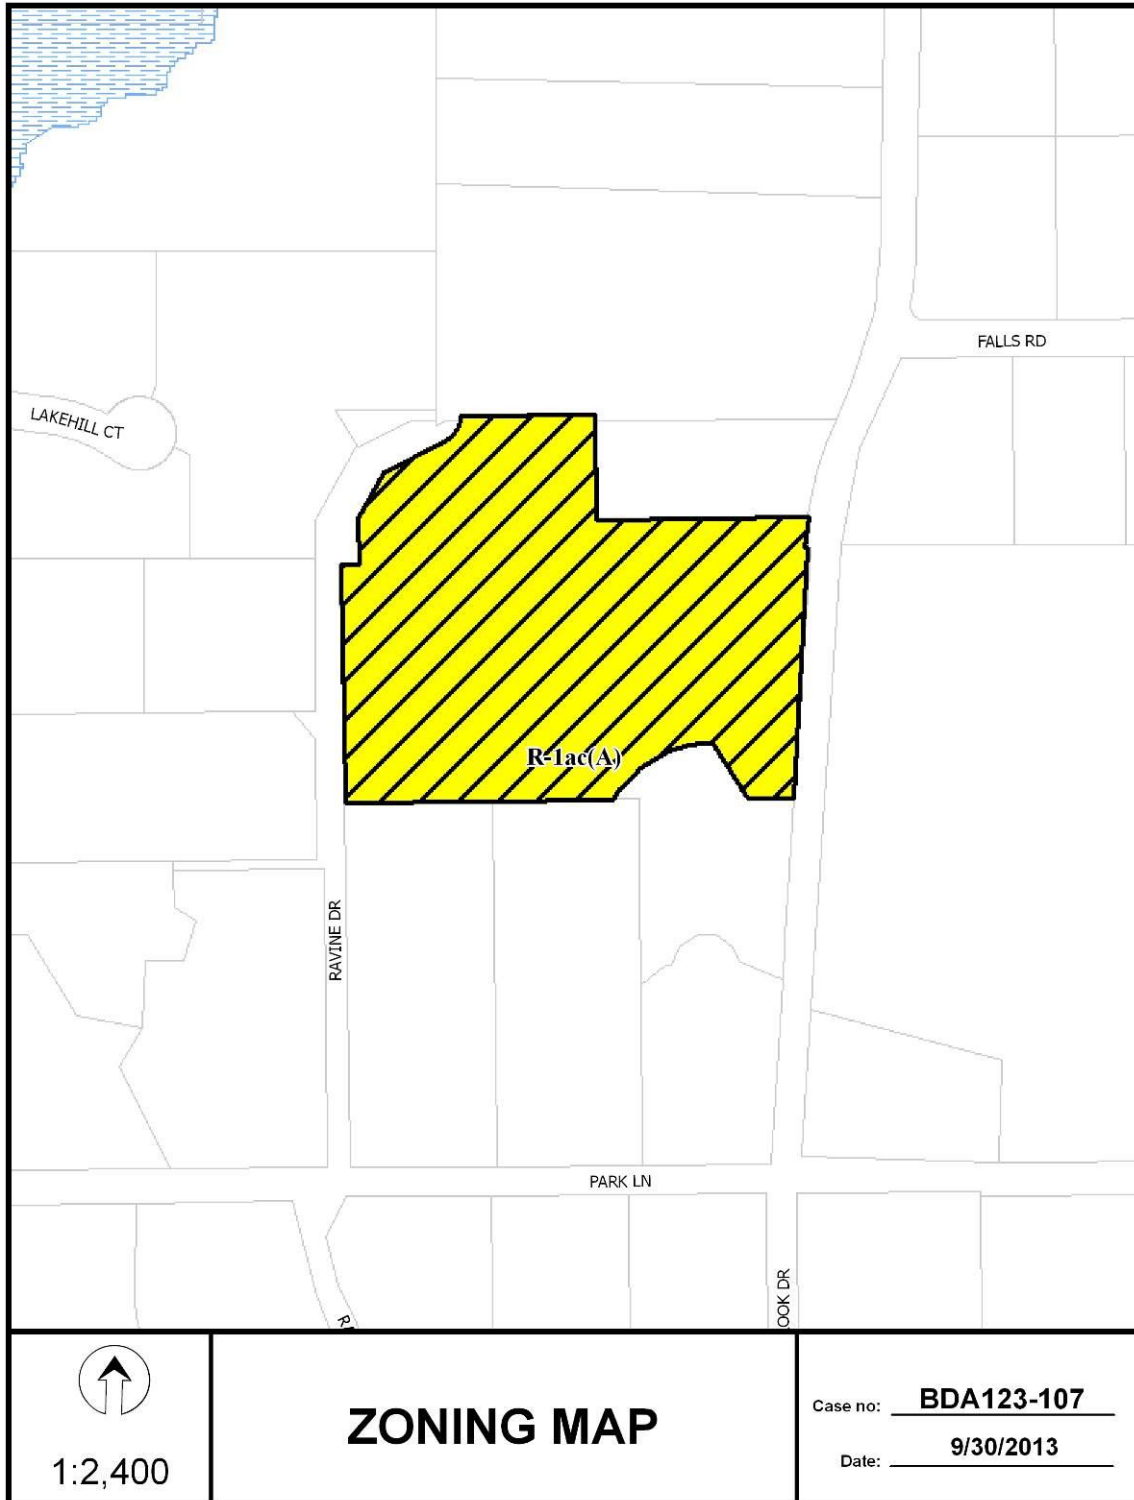 FALLS RD
LAKEHILL CT
R-1ac(A)
RAVINE DR
PARK LN
OOK DR
1:2,400
ZONING MAP
Case no: BDA123-107
Date: 9/30/2013